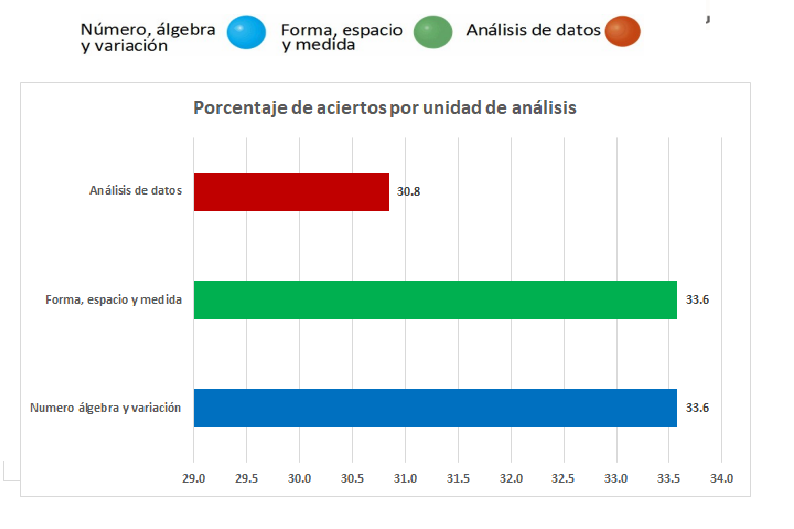 Número, álgebra
y variación
Forma, espacio
y medida
Análisis de datos
Porcentaje de aciertos por unidad de análisis
Análisis de datos
30.8
Forma, espacio y medida
33.6
Numero álgebra y variación
33.6
29.0 29.5 30.0 30.5 31.0 31.5 32.0 32.5 33.0 33.5 34.0